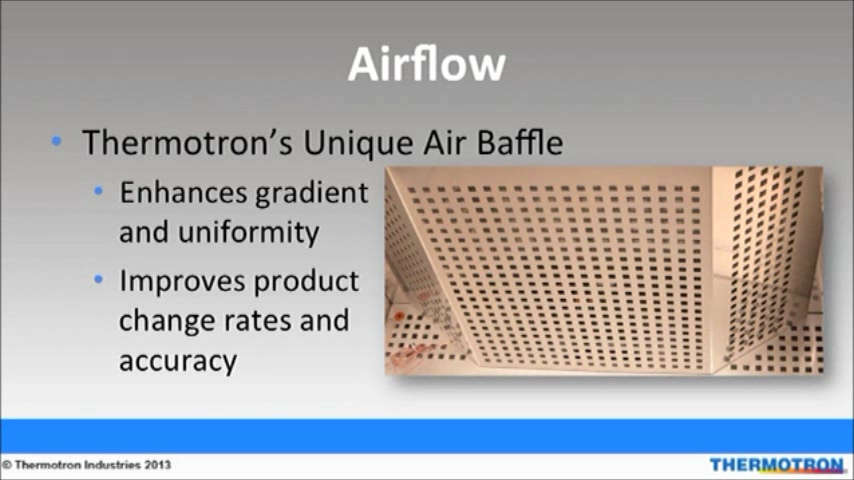 Airflow
• Thermotron's Unique Air Baffle
• Enhances gradient
and uniformity
• Improves product
change rates and
accuracy
© Thermotron Industries 2013
THERMOTRON